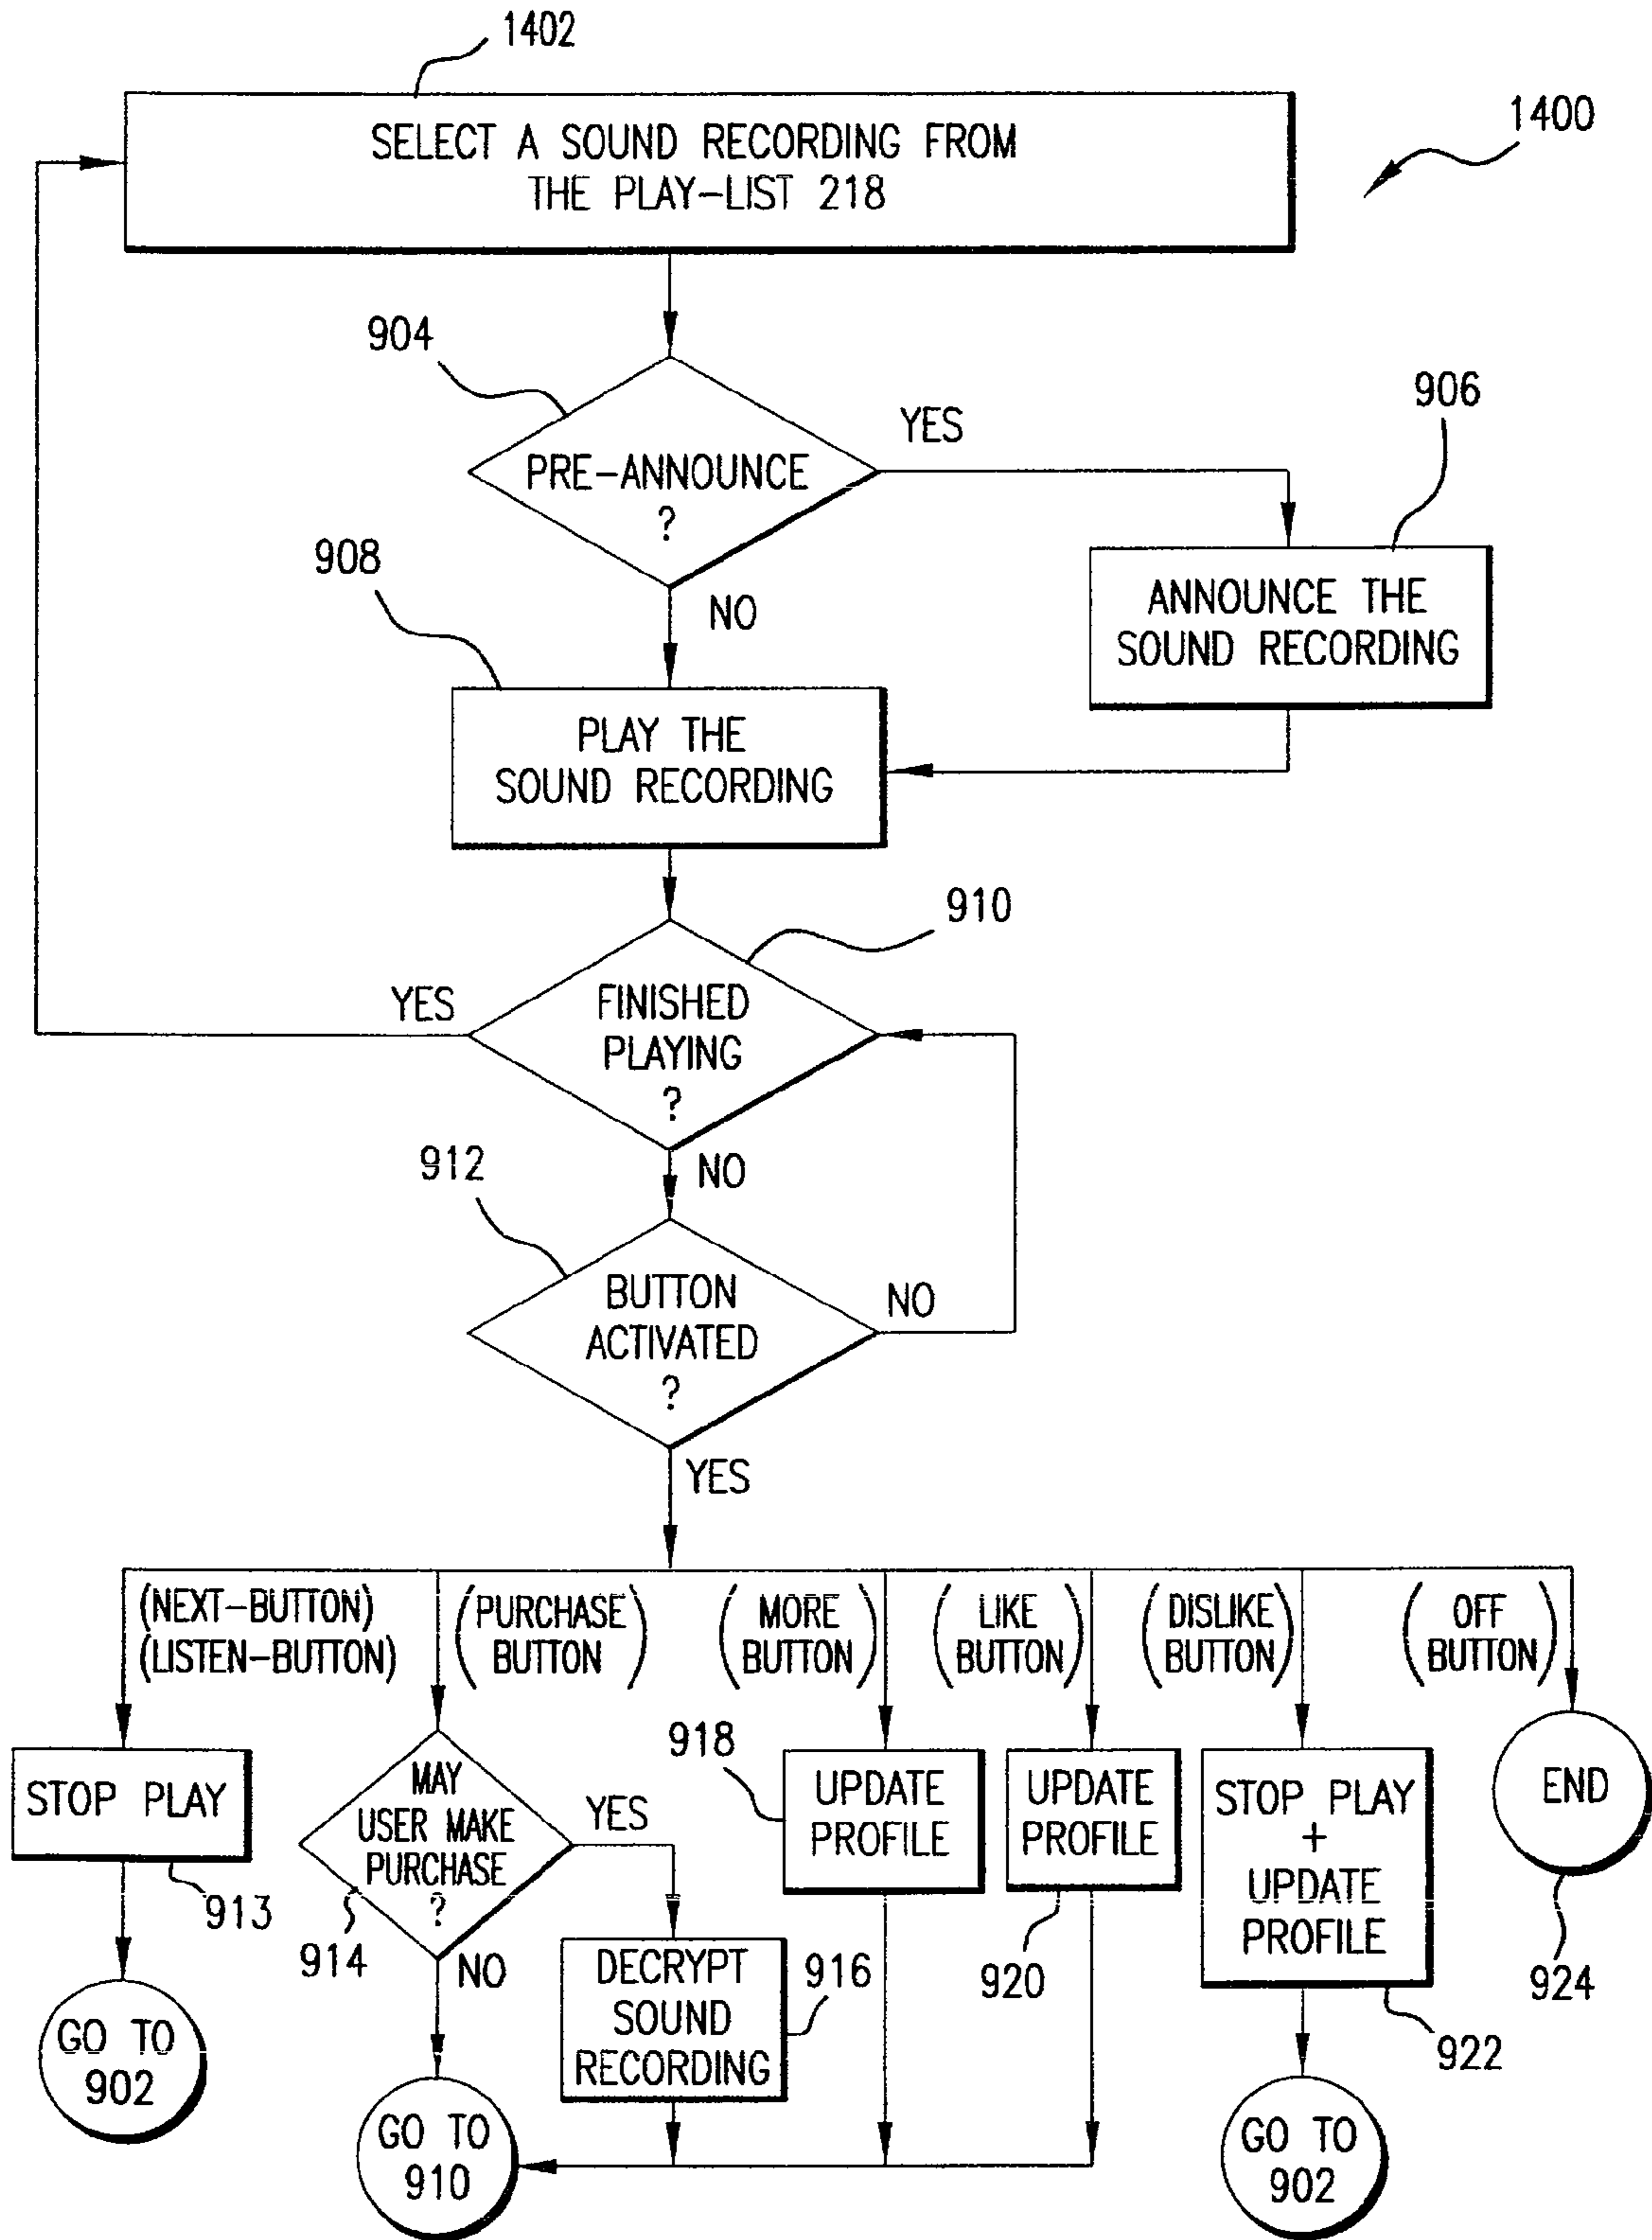 1402
1400
SELECT A SOUND RECORDING FROM
THE PLAY-LIST 218
904
PRE-ANNOUNCE
?
YES
NO
906
ANNOUNCE THE
SOUND RECORDING
908
PLAY THE
SOUND RECORDING
910
FINISHED
PLAYING
?
YES
NO
912
BUTTON
ACTIVATED
?
NO
YES
(NEXT-BUTTON)
(LISTEN-BUTTON)
(PURCHASE
BUTTON)
(MORE
BUTTON)
(LIKE
BUTTON)
(DISLIKE
BUTTON)
(OFF
BUTTON)
STOP PLAY
913
GO TO
902
MAY
USER MAKE
PURCHASE
?
914
YES
NO
DECRYPT
SOUND
RECORDING
916
GO TO
910
918
UPDATE
PROFILE
UPDATE
PROFILE
920
STOP PLAY
+
UPDATE
PROFILE
922
GO TO
902
END
924